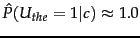 P̂(U_the = 1|c) ≈ 1.0